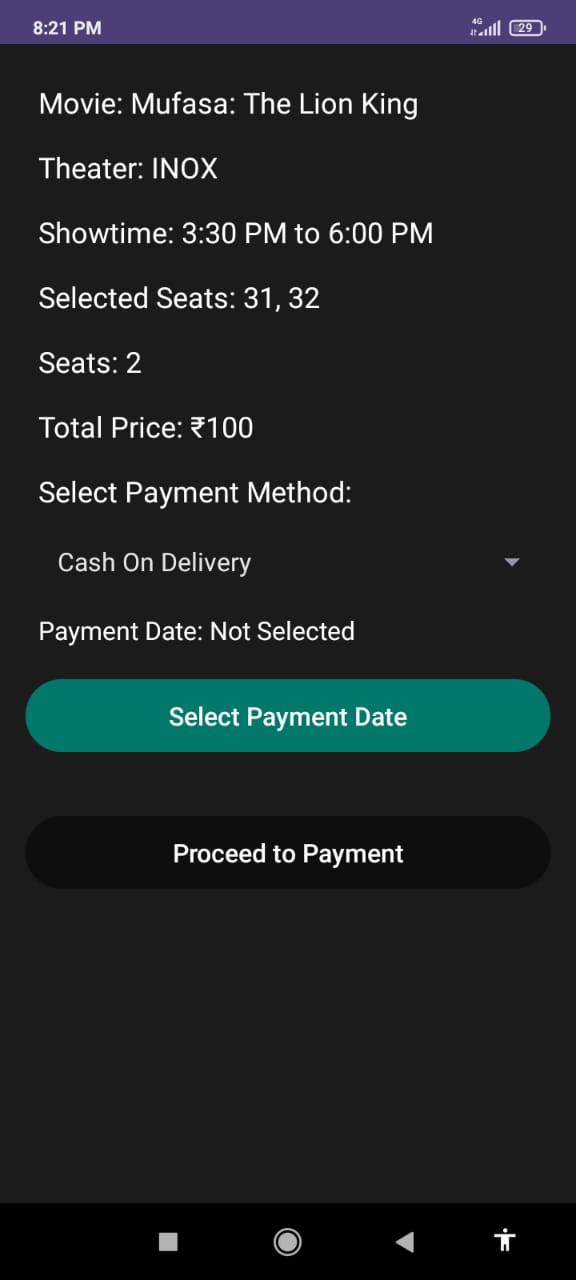 8:21 PM 4G 29
Movie: Mufasa: The Lion King
Theater: INOX
Showtime: 3:30 PM to 6:00 PM
Selected Seats: 31, 32
Seats: 2
Total Price: ₹100
Select Payment Method:
Cash On Delivery
Payment Date: Not Selected
Select Payment Date
Proceed to Payment